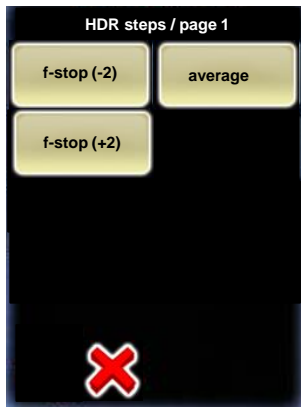 HDR steps / page 1
f-stop (-2)
average
f-stop (+2)